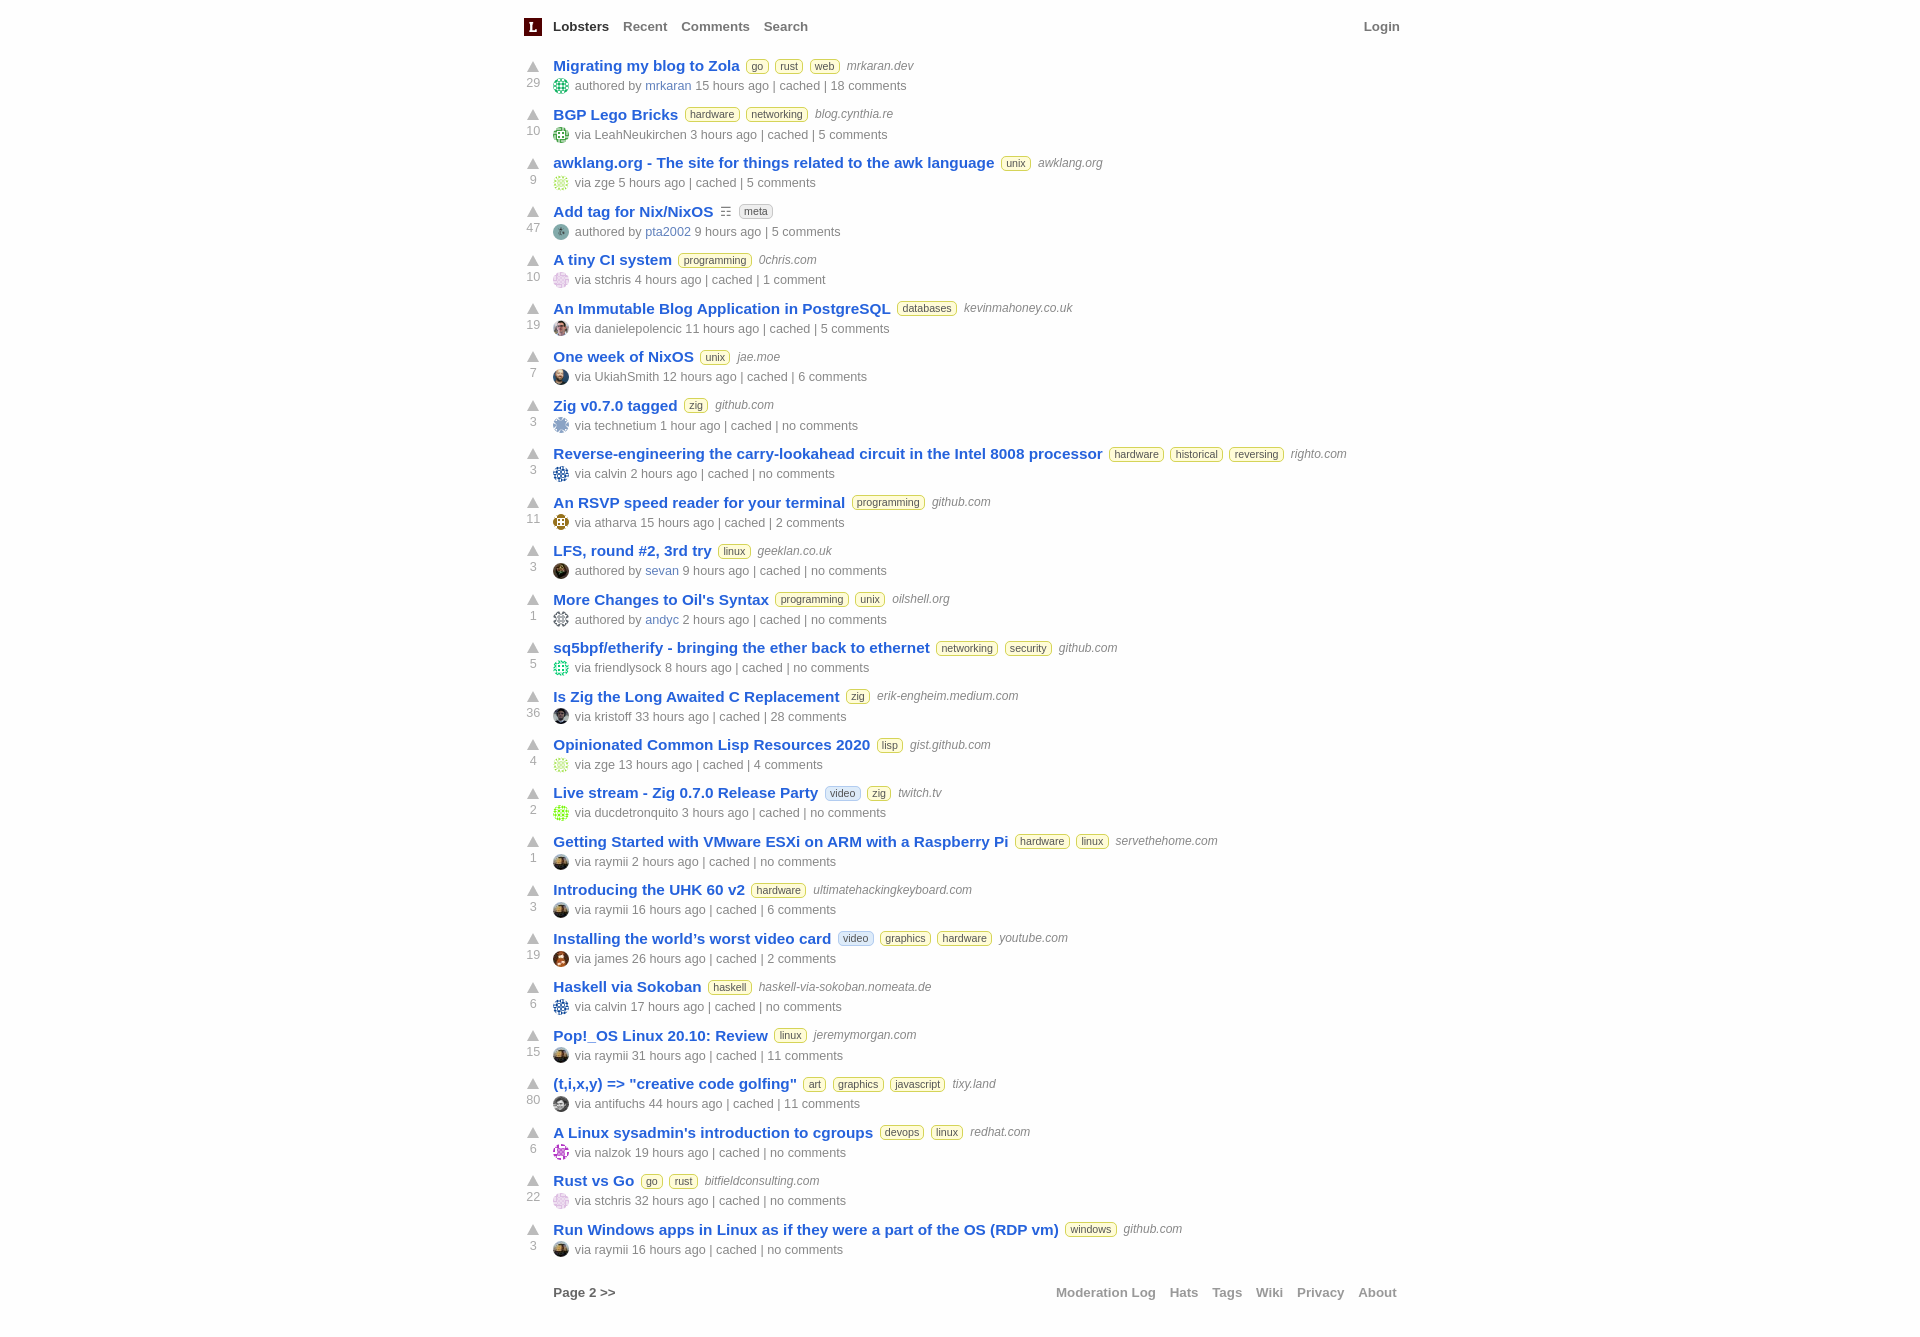 L Lobsters Recent Comments Search Login
Migrating my blog to Zola go rust web mrkaran.dev
29
authored by mrkaran 15 hours ago | cached | 18 comments
BGP Lego Bricks hardware networking blog.cynthia.re
10
via LeahNeukirchen 3 hours ago | cached | 5 comments
awklang.org - The site for things related to the awk language unix awklang.org
9
via zge 5 hours ago | cached | 5 comments
Add tag for Nix/NixOS ☶ meta
47
authored by pta2002 9 hours ago | 5 comments
A tiny CI system programming 0chris.com
10
via stchris 4 hours ago | cached | 1 comment
An Immutable Blog Application in PostgreSQL databases kevinmahoney.co.uk
19
via danielepolencic 11 hours ago | cached | 5 comments
One week of NixOS unix jae.moe
7
via UkiahSmith 12 hours ago | cached | 6 comments
Zig v0.7.0 tagged zig github.com
3
via technetium 1 hour ago | cached | no comments
Reverse-engineering the carry-lookahead circuit in the Intel 8008 processor hardware historical reversing righto.com
3
via calvin 2 hours ago | cached | no comments
An RSVP speed reader for your terminal programming github.com
11
via atharva 15 hours ago | cached | 2 comments
LFS, round #2, 3rd try linux geeklan.co.uk
3
authored by sevan 9 hours ago | cached | no comments
More Changes to Oil's Syntax programming unix oilshell.org
1
authored by andyc 2 hours ago | cached | no comments
sq5bpf/etherify - bringing the ether back to ethernet networking security github.com
5
via friendlysock 8 hours ago | cached | no comments
Is Zig the Long Awaited C Replacement zig erik-engheim.medium.com
36
via kristoff 33 hours ago | cached | 28 comments
Opinionated Common Lisp Resources 2020 lisp gist.github.com
4
via zge 13 hours ago | cached | 4 comments
Live stream - Zig 0.7.0 Release Party video zig twitch.tv
2
via ducdetronquito 3 hours ago | cached | no comments
Getting Started with VMware ESXi on ARM with a Raspberry Pi hardware linux servethehome.com
1
via raymii 2 hours ago | cached | no comments
Introducing the UHK 60 v2 hardware ultimatehackingkeyboard.com
3
via raymii 16 hours ago | cached | 6 comments
Installing the world’s worst video card video graphics hardware youtube.com
19
via james 26 hours ago | cached | 2 comments
Haskell via Sokoban haskell haskell-via-sokoban.nomeata.de
6
via calvin 17 hours ago | cached | no comments
Pop!_OS Linux 20.10: Review linux jeremymorgan.com
15
via raymii 31 hours ago | cached | 11 comments
(t,i,x,y) => "creative code golfing" art graphics javascript tixy.land
80
via antifuchs 44 hours ago | cached | 11 comments
A Linux sysadmin's introduction to cgroups devops linux redhat.com
6
via nalzok 19 hours ago | cached | no comments
Rust vs Go go rust bitfieldconsulting.com
22
via stchris 32 hours ago | cached | no comments
Run Windows apps in Linux as if they were a part of the OS (RDP vm) windows github.com
3
via raymii 16 hours ago | cached | no comments
Page 2 >> Moderation Log Hats Tags Wiki Privacy About